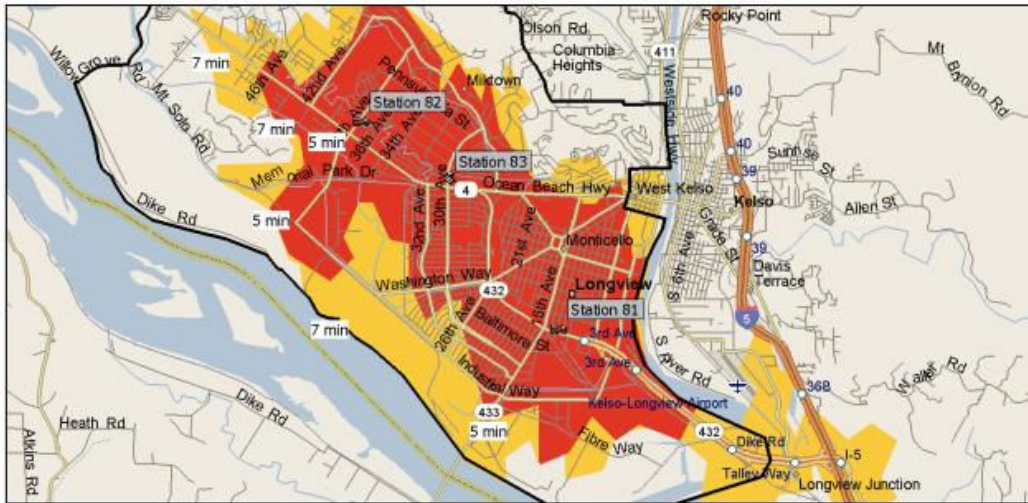 Rocky Point
Olson Rd
411
Mt Brynion Rd
Willow Grove Rd
7 min
46th Ave
42nd Ave
Columbia
Heights
Westside Hwy
Mt Solo Rd
Pennsylvania St
Milktown
40
Station 82
7 min
5 min
38th Ave
34th Ave
40
Sunrise St
39
Station 83
Memorial Park Dr
4
Ocean Beach Hwy
West Kelso
Kelso
Allen St
Dike Rd
5 min
32nd Ave
30th Ave
21st Ave
Grade St
39
Monticello
S 6th Ave
Davis
Terrace
Washington Way
432
Longview
15th Ave
Station 81
7 min
26th Ave
Baltimore St
3rd Ave
5
3rd Ave
Industrial Way
36B
Waller Rd
Kelso-Longview Airport
Dike Rd
433
5 min
432
Heath Rd
Fibre Way
Dike Rd
I-5
Atkins Rd
Talley Way
Longview Junction